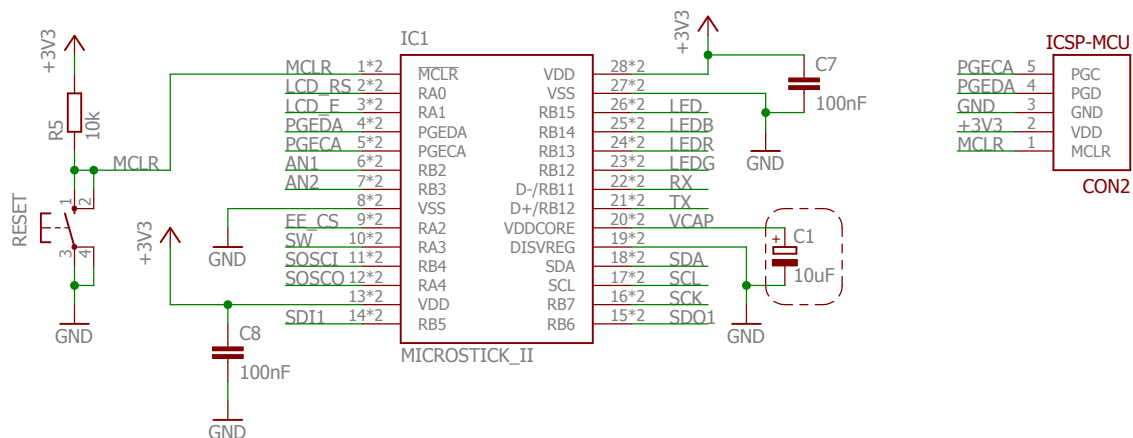 +3V3
R5
10k
MCLR
RESET
1
2
3
4
GND
+3V3
GND
C8
100nF
GND
IC1
MCLR 1*2 MCLR
LCD_RS 2*2 RA0
LCD_E 3*2 RA1
PGEDA 4*2 PGEDA
PGECA 5*2 PGECA
AN1 6*2 RB2
AN2 7*2 RB3
8*2 VSS
EE_CS 9*2 RA2
SW 10*2 RA3
SOSCI 11*2 RB4
SOSCO 12*2 RA4
13*2 VDD
SDI1 14*2 RB5
VDD 28*2
VSS 27*2
RB15 26*2 LED
RB14 25*2 LEDB
RB13 24*2 LEDR
RB12 23*2 LEDG
D-/RB11 22*2 RX
D+/RB12 21*2 TX
VDDCORE 20*2 VCAP
DISVREG 19*2
SDA 18*2 SDA
SCL 17*2 SCL
RB7 16*2 SCK
RB6 15*2 SDO1
MICROSTICK_II
+3V3
C7
100nF
GND
+
C1
10uF
GND
ICSP-MCU
PGECA 5 PGC
PGEDA 4 PGD
GND 3 GND
+3V3 2 VDD
MCLR 1 MCLR
CON2